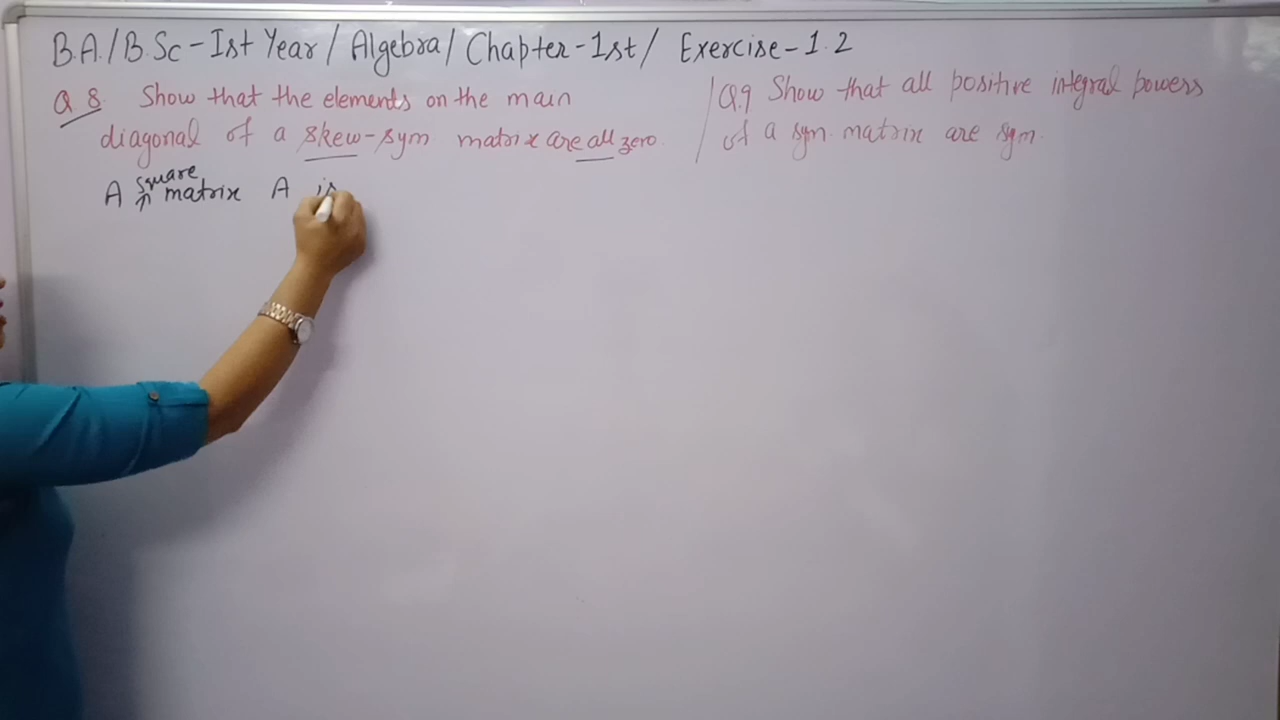 B.A./B.Sc-Ist Year/Algebra/Chapter-1st/ Exercise-1.2
Q 8 Show that the elements on the main
diagonal of a skew-sym matrix are all zero.
A square matrix A is
Q.9 Show that all positive integral powers
of a sym. matrix are sym.